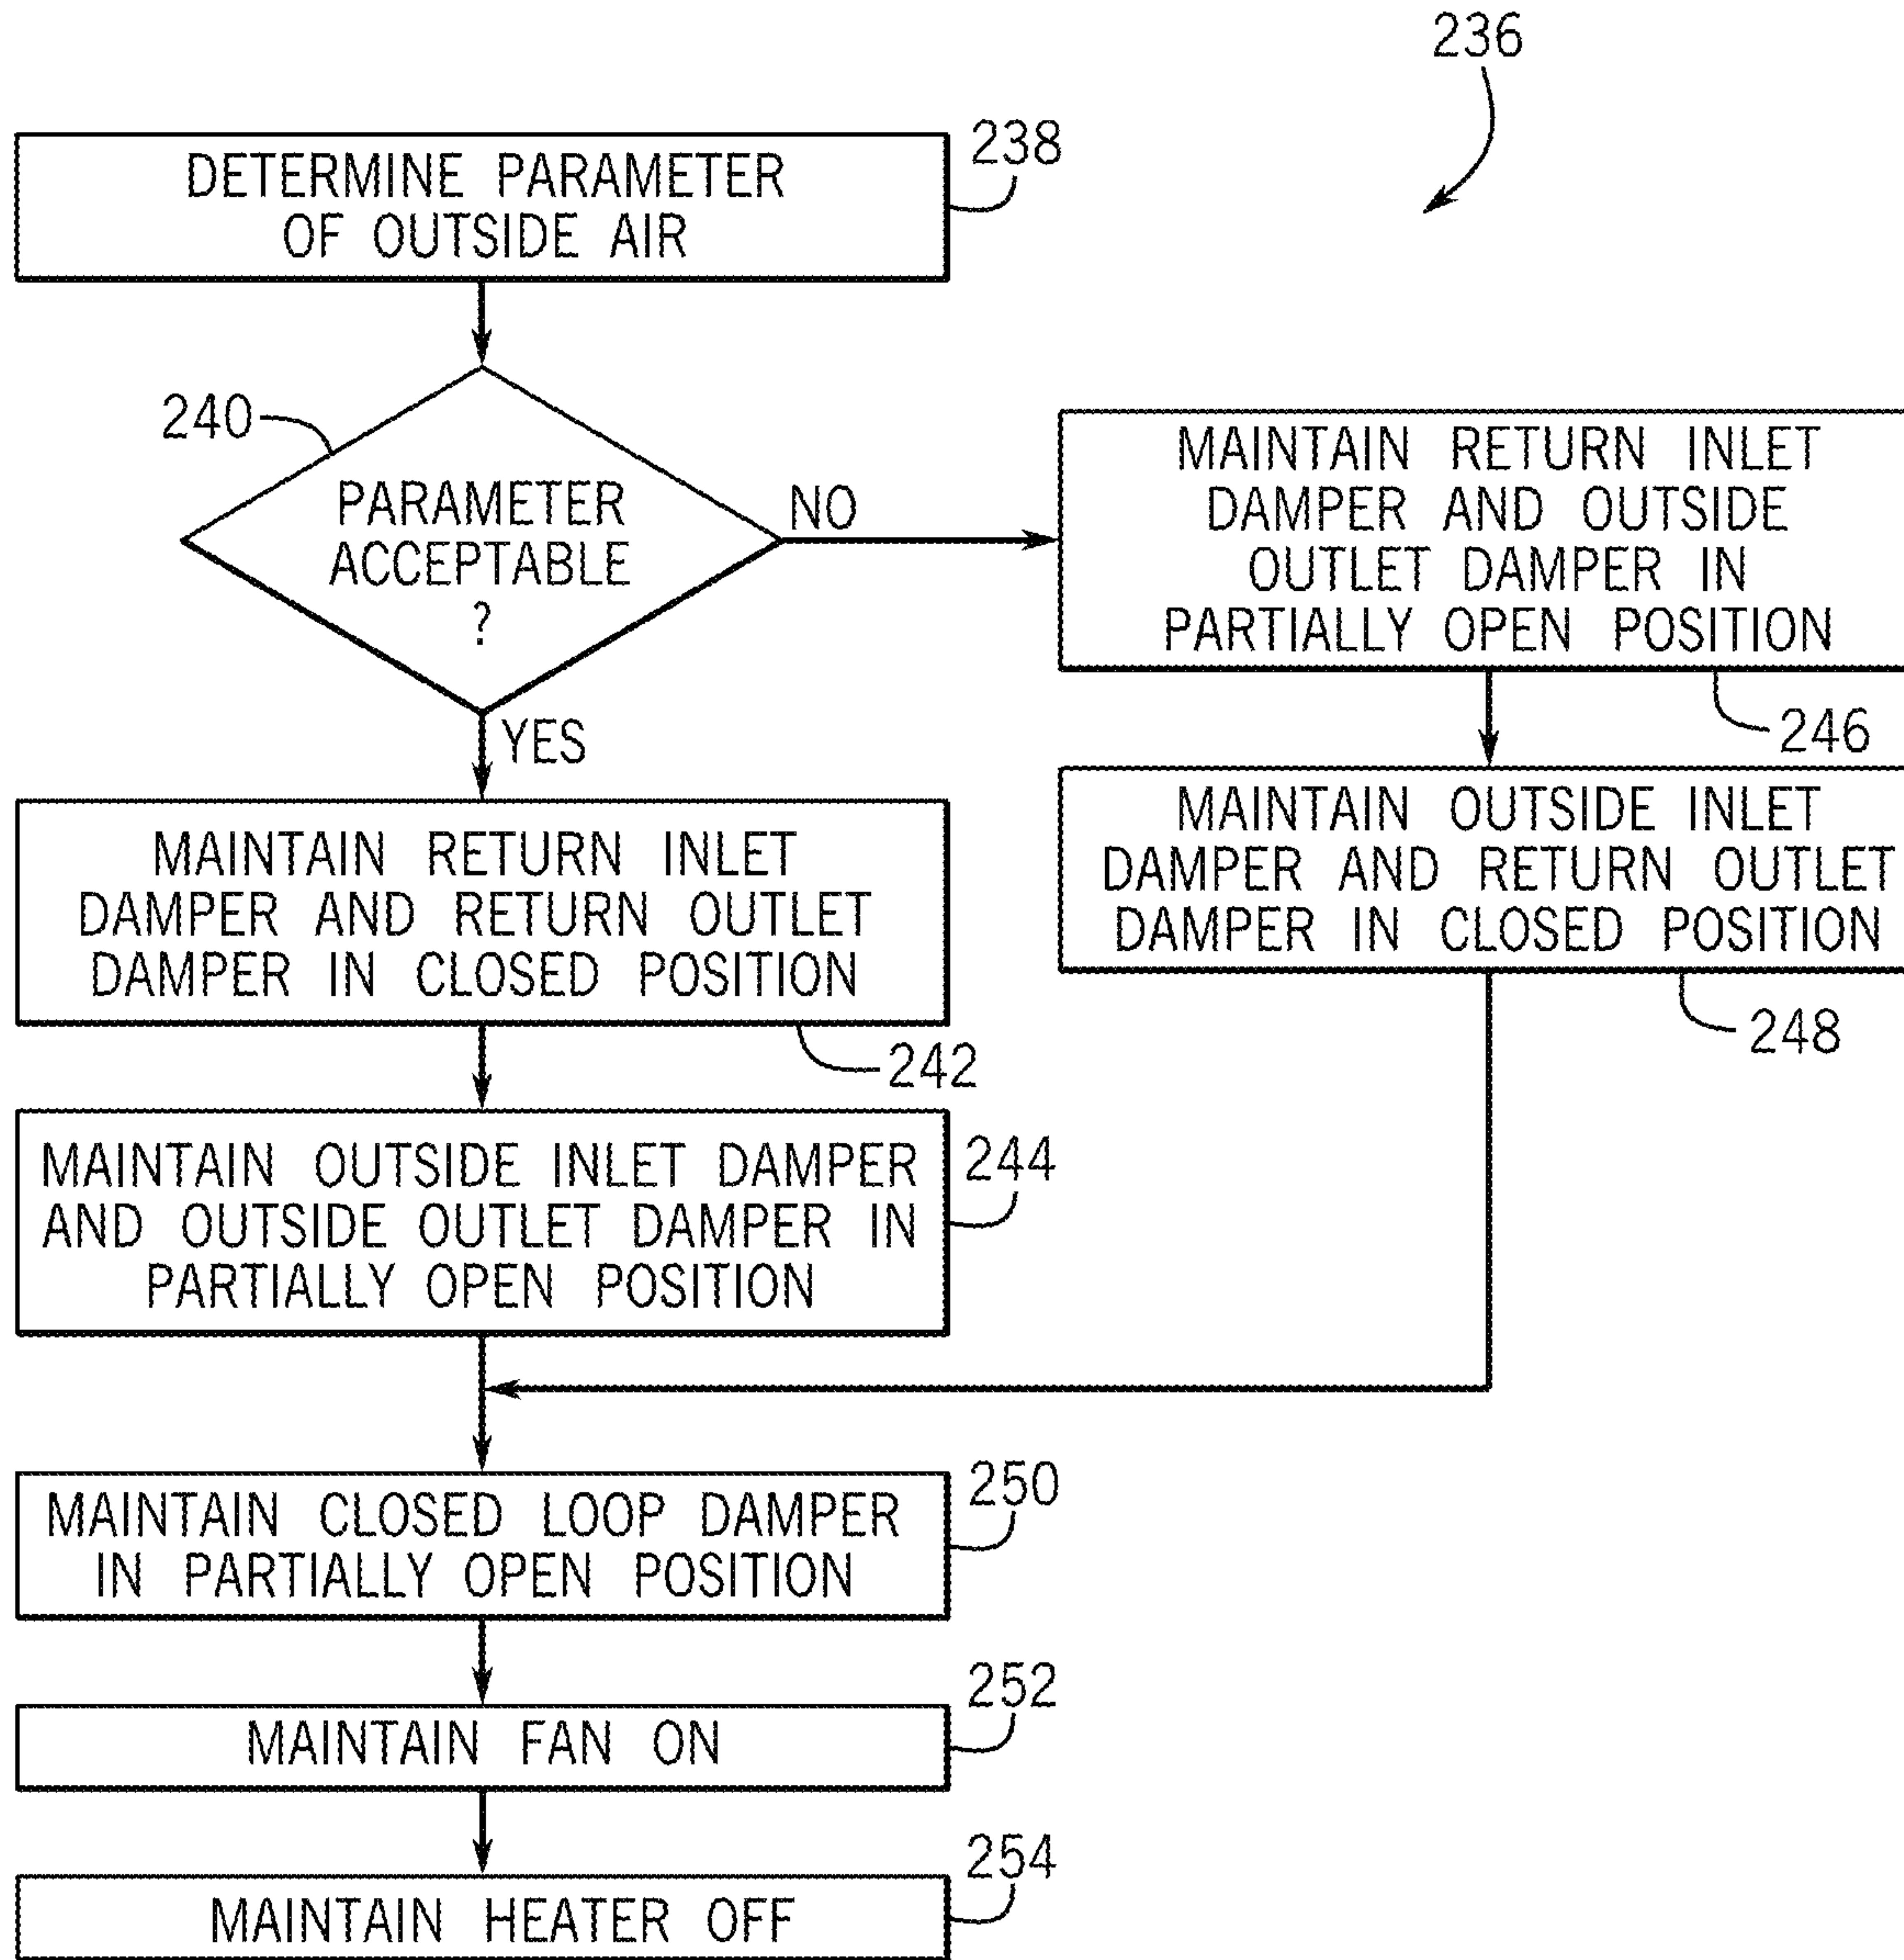 236
DETERMINE PARAMETER
OF OUTSIDE AIR
238
240
PARAMETER
ACCEPTABLE
?
NO
YES
MAINTAIN RETURN INLET
DAMPER AND OUTSIDE
OUTLET DAMPER IN
PARTIALLY OPEN POSITION
246
MAINTAIN OUTSIDE INLET
DAMPER AND RETURN OUTLET
DAMPER IN CLOSED POSITION
248
MAINTAIN RETURN INLET
DAMPER AND RETURN OUTLET
DAMPER IN CLOSED POSITION
242
MAINTAIN OUTSIDE INLET DAMPER
AND OUTSIDE OUTLET DAMPER IN
PARTIALLY OPEN POSITION
244
MAINTAIN CLOSED LOOP DAMPER
IN PARTIALLY OPEN POSITION
250
MAINTAIN FAN ON
252
MAINTAIN HEATER OFF
254